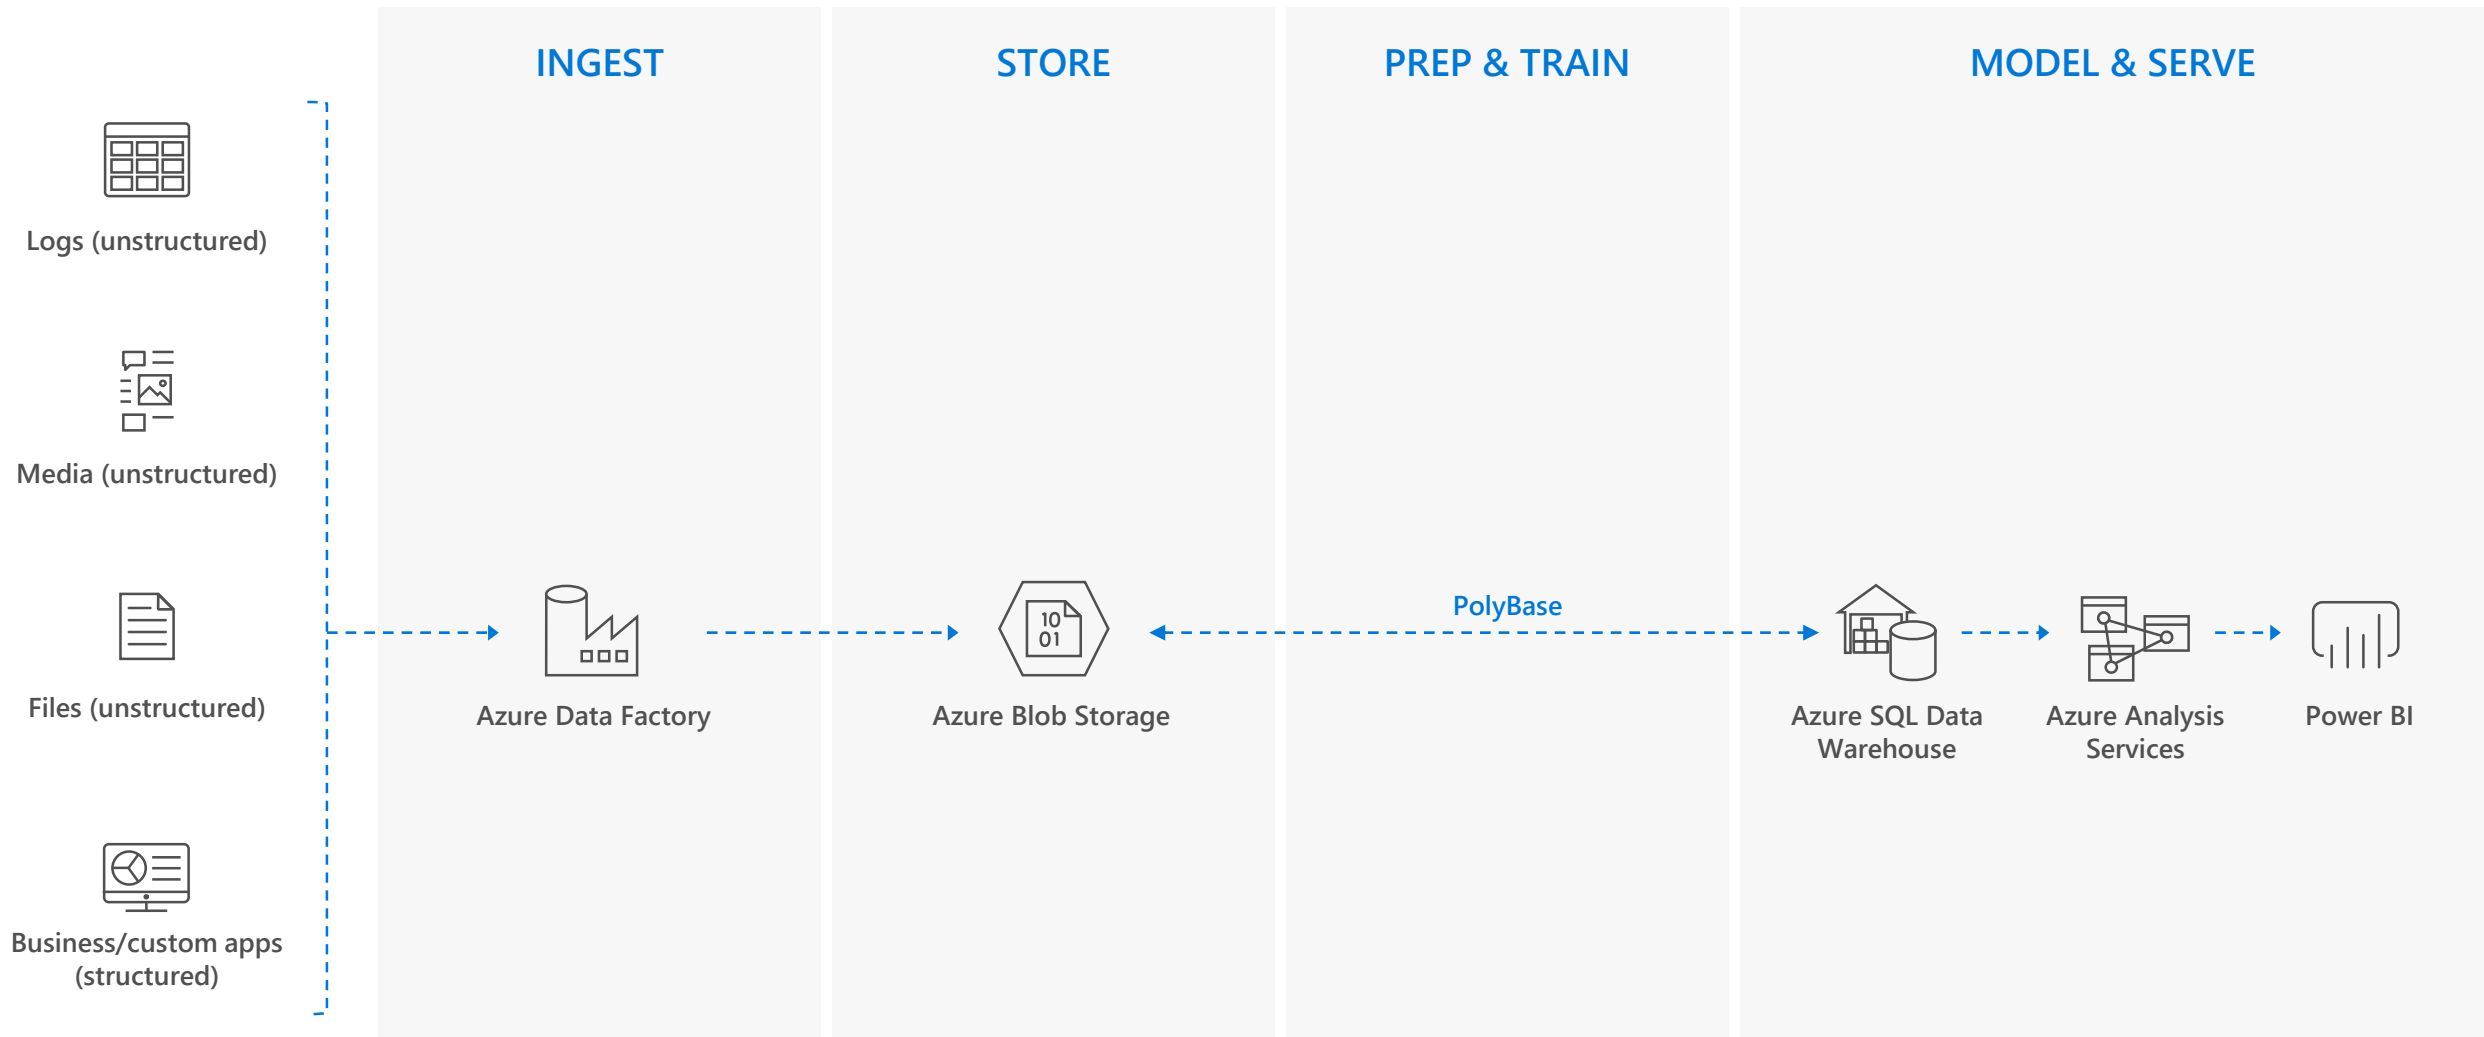 INGEST
STORE
PREP & TRAIN
MODEL & SERVE
Logs (unstructured)
Media (unstructured)
Files (unstructured)
Business/custom apps
(structured)
Azure Data Factory
10
01
Azure Blob Storage
PolyBase
Azure SQL Data
Warehouse
Azure Analysis
Services
Power BI